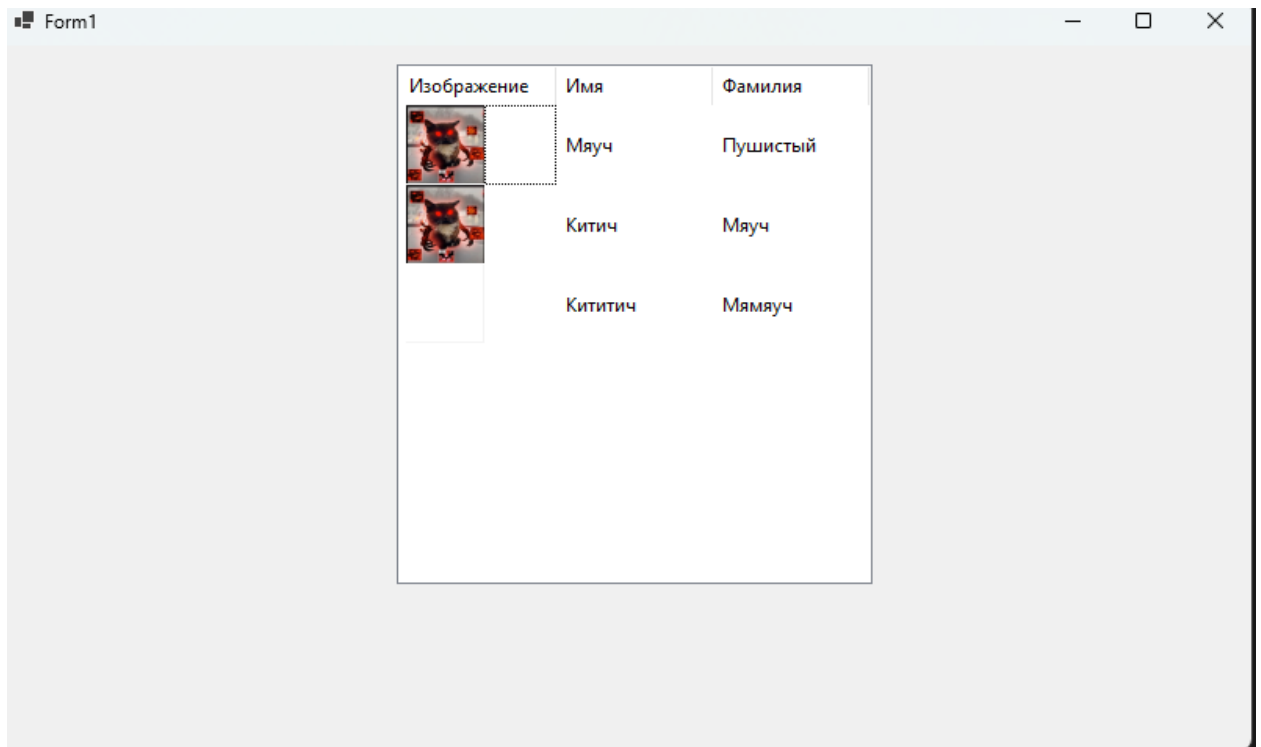 Form1
Изображение Имя Фамилия
Мяуч Пушистый
Китич Мяуч
Кититич Мямяуч